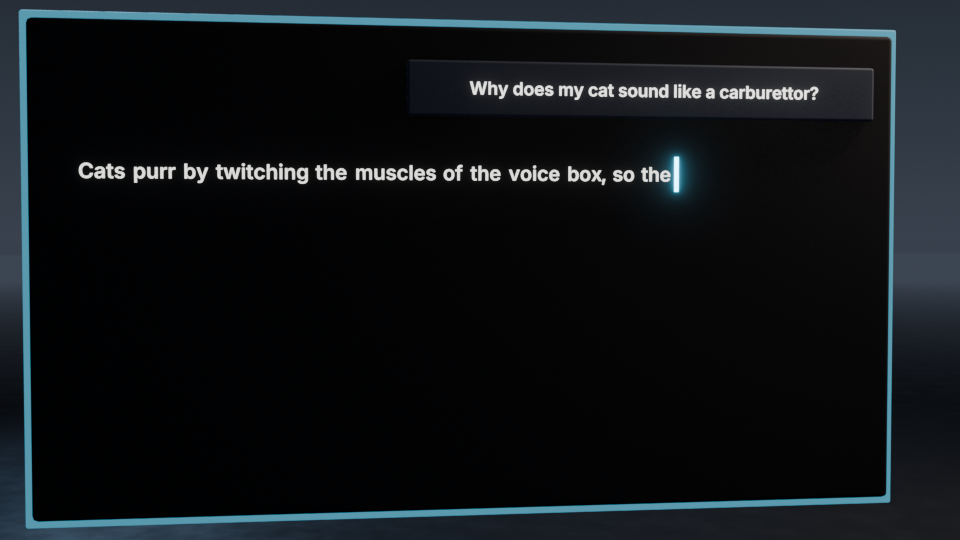 Why does my cat sound like a carburettor?
Cats purr by twitching the muscles of the voice box, so the